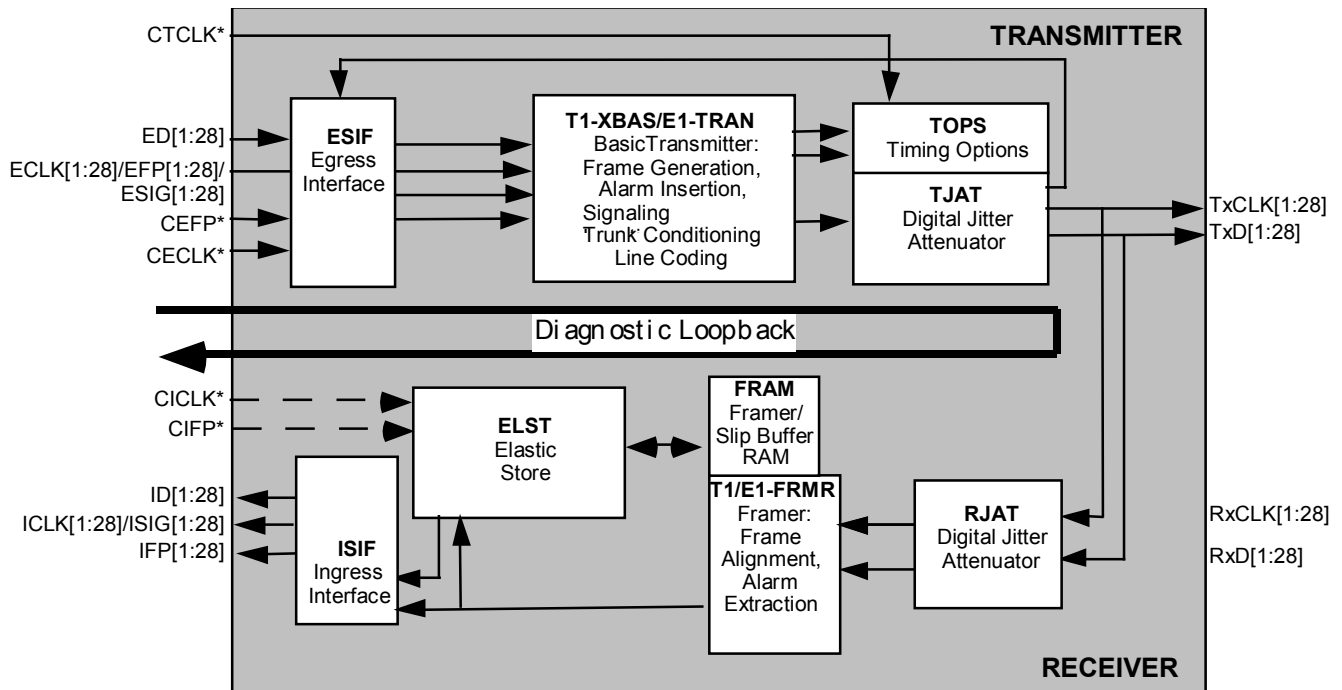 CTCLK*
TRANSMITTER
ED[1:28]
ECLK[1:28]/EFP[1:28]/
ESIG[1:28]
CEFP*
CECLK*
ESIF
Egress
Interface
T1-XBAS/E1-TRAN
BasicTransmitter:
Frame Generation,
Alarm Insertion,
Signaling
Trunk Conditioning
Line Coding
TOPS
Timing Options
TJAT
Digital Jitter
Attenuator
TxCLK[1:28]
TxD[1:28]
Diagnostic Loopback
CICLK*
CIFP*
ELST
Elastic
Store
FRAM
Framer/
Slip Buffer
RAM
ID[1:28]
ICLK[1:28]/ISIG[1:28]
IFP[1:28]
ISIF
Ingress
Interface
T1/E1-FRMR
Framer:
Frame
Alignment,
Alarm
Extraction
RJAT
Digital Jitter
Attenuator
RxCLK[1:28]
RxD[1:28]
RECEIVER